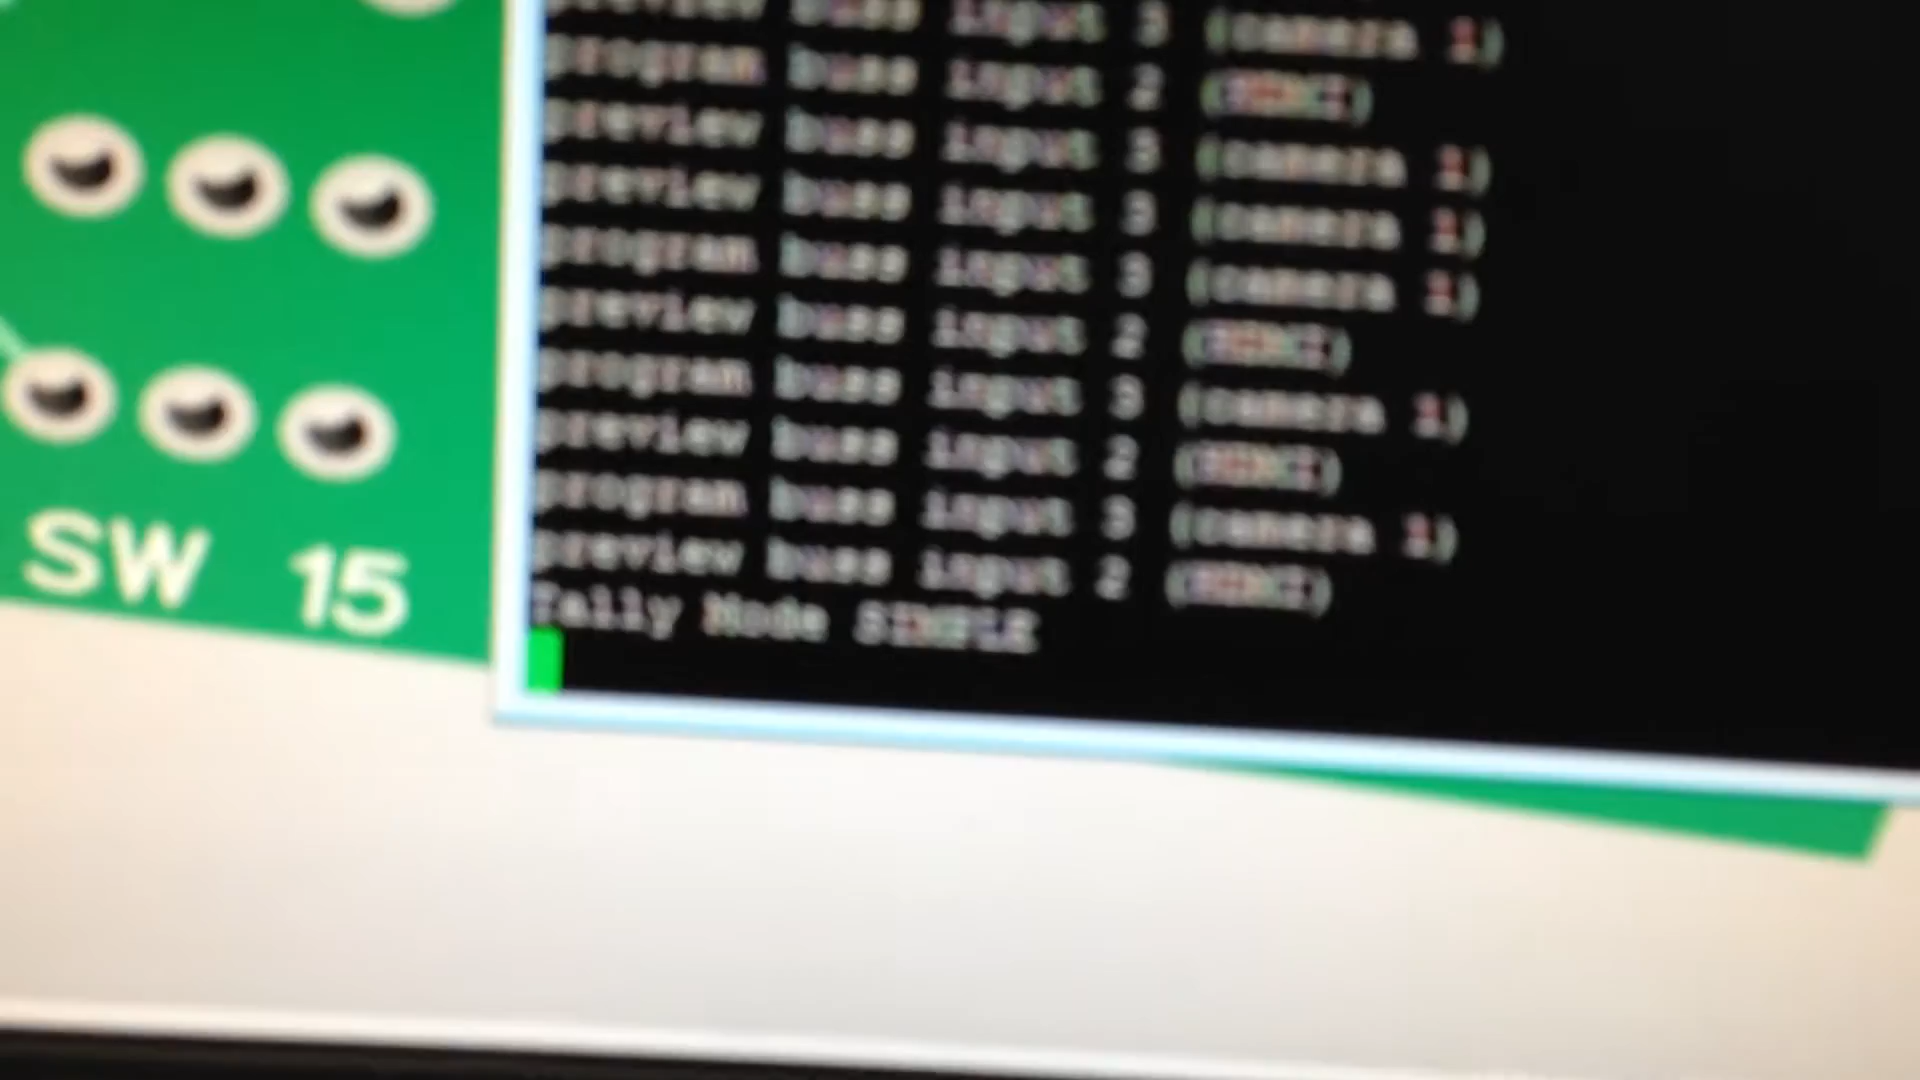 preview buss input 3 (camera 1)
program buss input 2
preview buss input 3 (camera 1)
preview buss input 3 (camera 1)
program buss input 3 (camera 1)
preview buss input 2
program buss input 3 (camera 1)
preview buss input 2
program buss input 3 (camera 1)
preview buss input 2
Tally Mode SIMPLE
SW 15